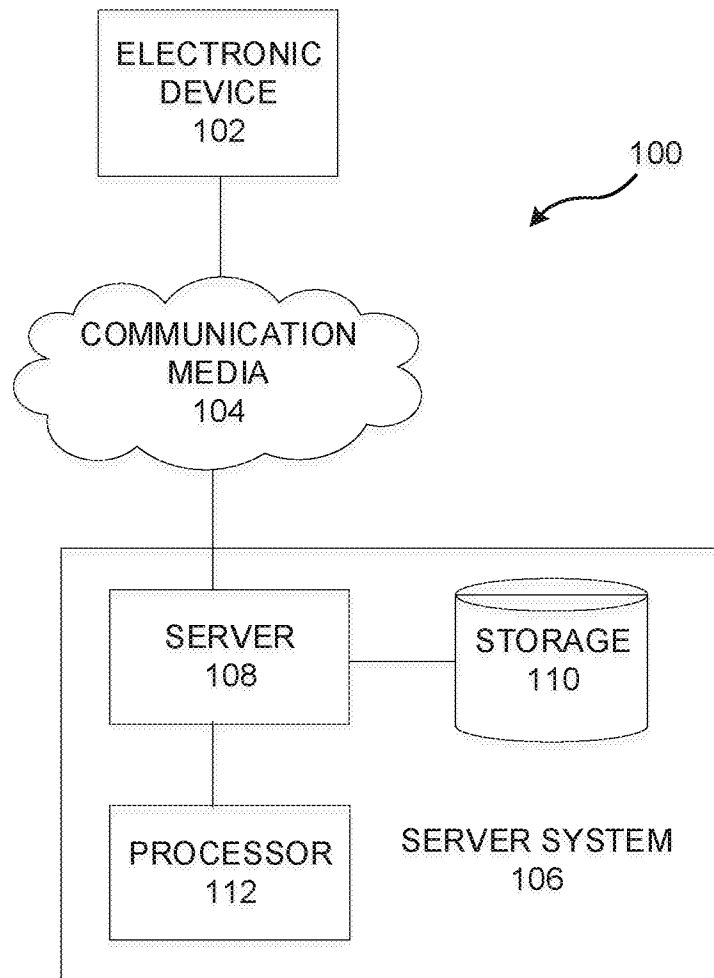 ELECTRONIC
DEVICE
102
100
COMMUNICATION
MEDIA
104
SERVER
108
STORAGE
110
PROCESSOR
112
SERVER SYSTEM
106